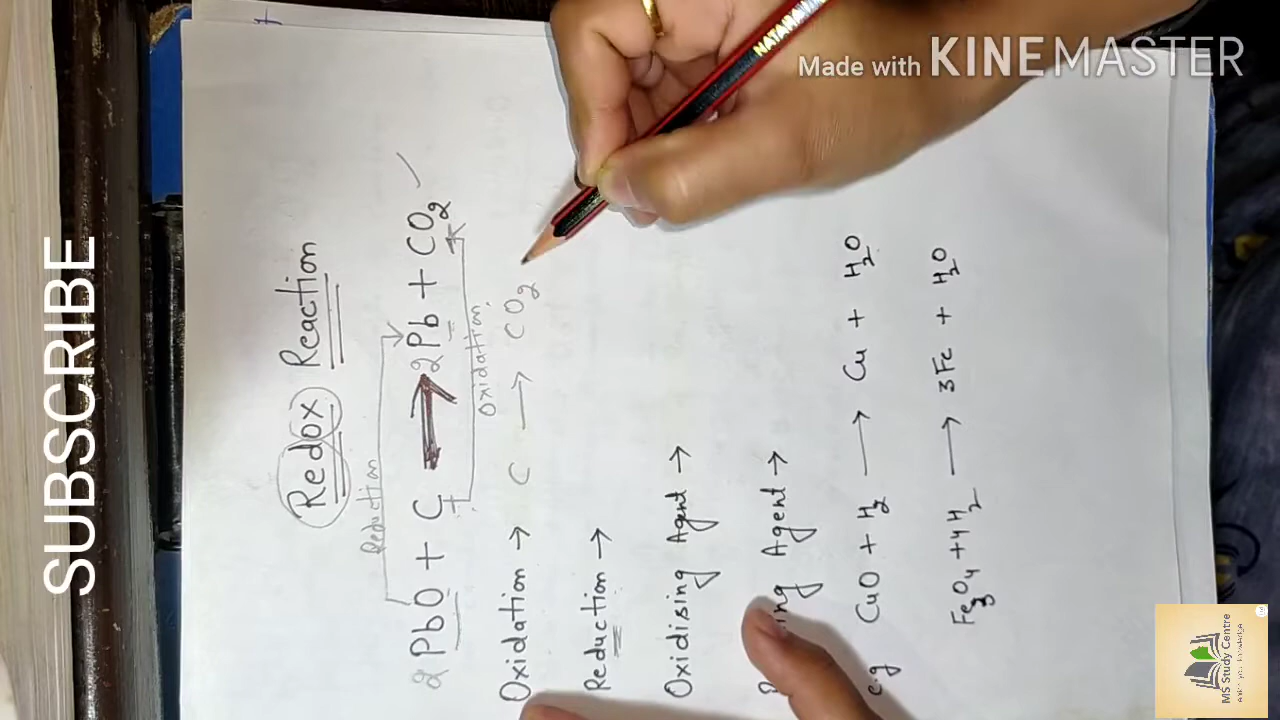 Redox Reaction
Reduction
2PbO + C ⟶ 2Pb + CO₂ ✓
Oxidation
Oxidation → C ⟶ CO₂
Reduction →
Oxidising Agent →
Agent →
e.g CuO + H₂ ⟶ Cu + H₂O
Fe₃O₄ + 4H₂ ⟶ 3Fe + H₂O
SUBSCRIBE
Made with KINEMASTER
NATARAJ
MS Study Centre